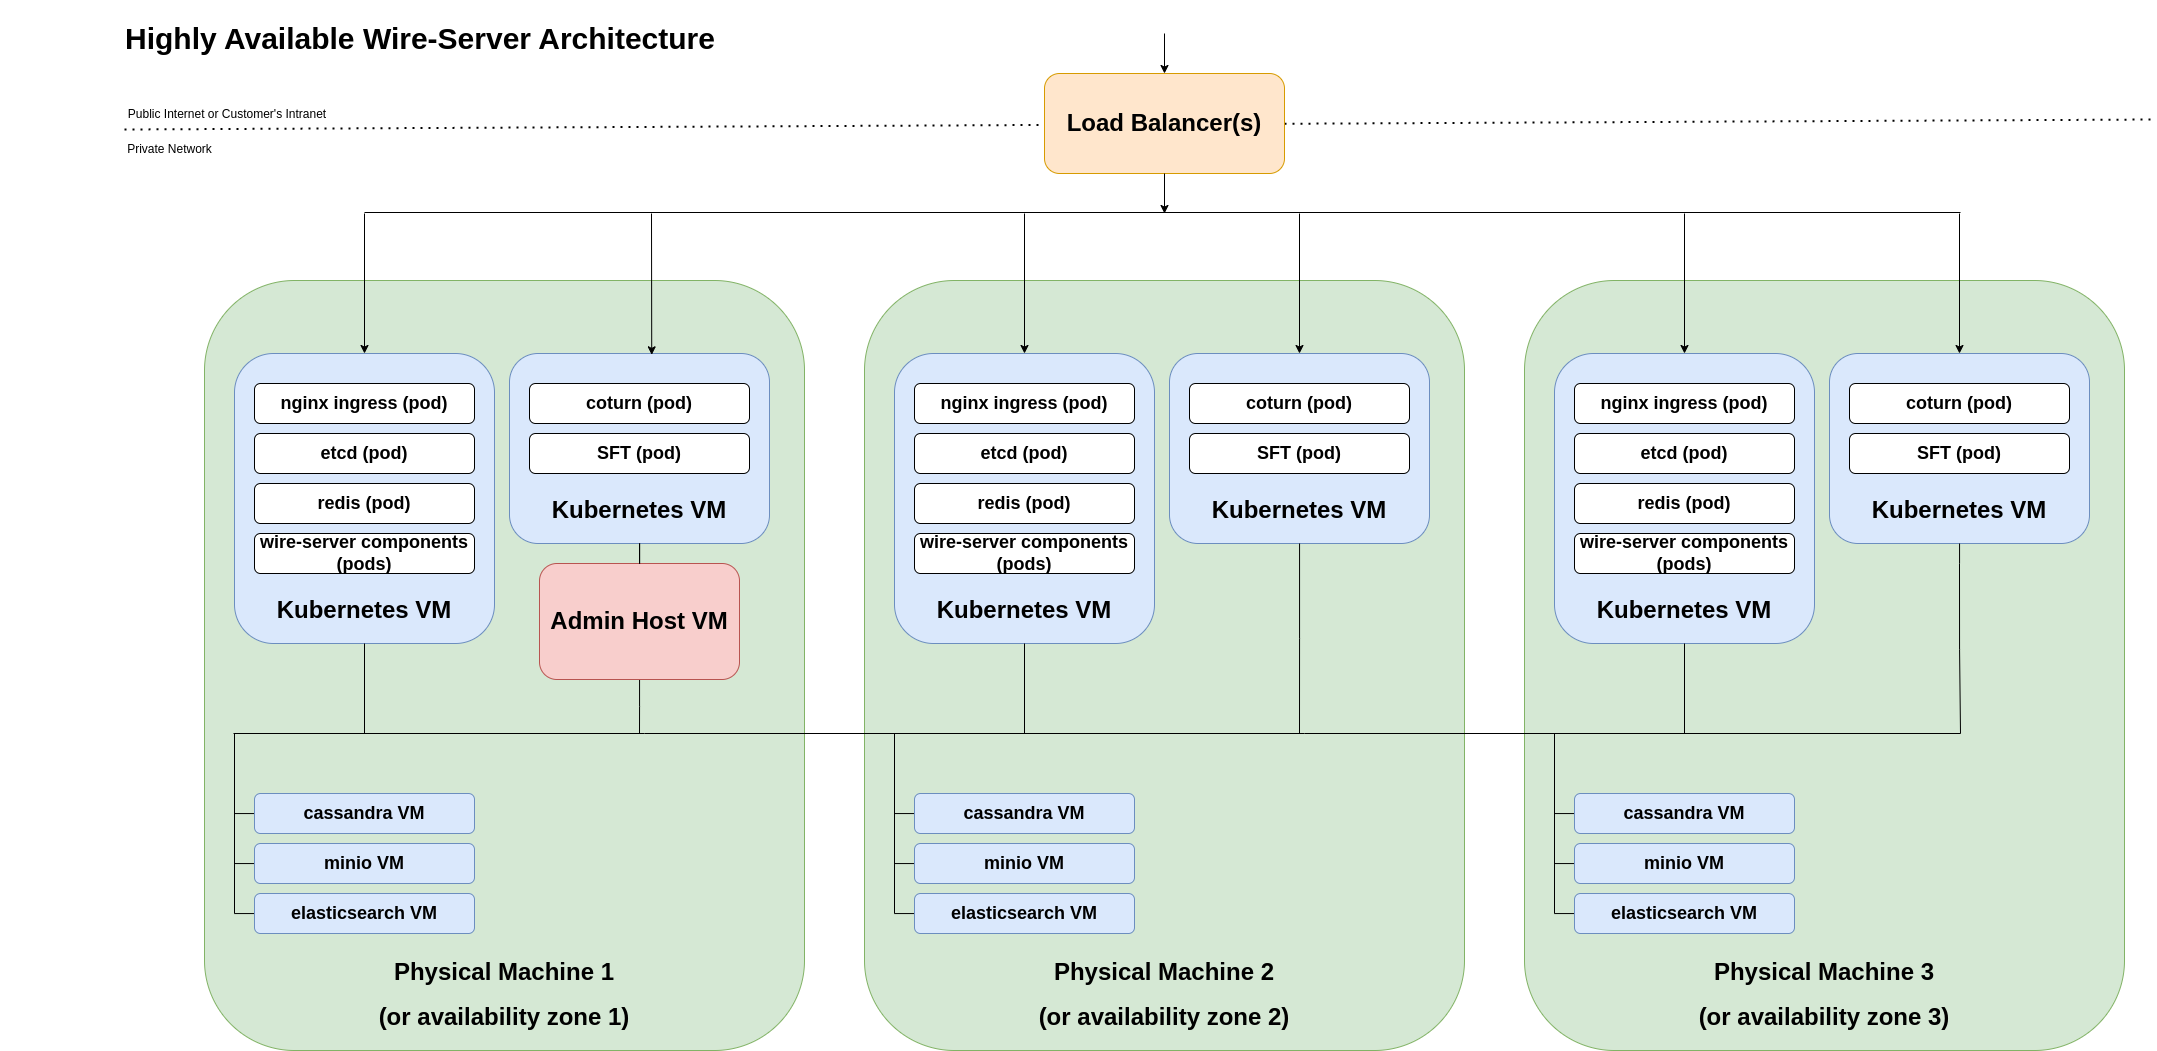 Highly Available Wire-Server Architecture
Public Internet or Customer's Intranet
Private Network
Load Balancer(s)
nginx ingress (pod)
etcd (pod)
redis (pod)
wire-server components
(pods)
Kubernetes VM
coturn (pod)
SFT (pod)
Kubernetes VM
Admin Host VM
cassandra VM
minio VM
elasticsearch VM
Physical Machine 1
(or availability zone 1)
nginx ingress (pod)
etcd (pod)
redis (pod)
wire-server components
(pods)
Kubernetes VM
coturn (pod)
SFT (pod)
Kubernetes VM
cassandra VM
minio VM
elasticsearch VM
Physical Machine 2
(or availability zone 2)
nginx ingress (pod)
etcd (pod)
redis (pod)
wire-server components
(pods)
Kubernetes VM
coturn (pod)
SFT (pod)
Kubernetes VM
cassandra VM
minio VM
elasticsearch VM
Physical Machine 3
(or availability zone 3)